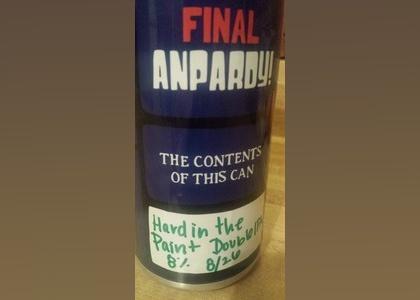 FINAL
ANPARDY!
THE CONTENTS
OF THIS CAN
Hard in the
Paint Double
8% 8/26